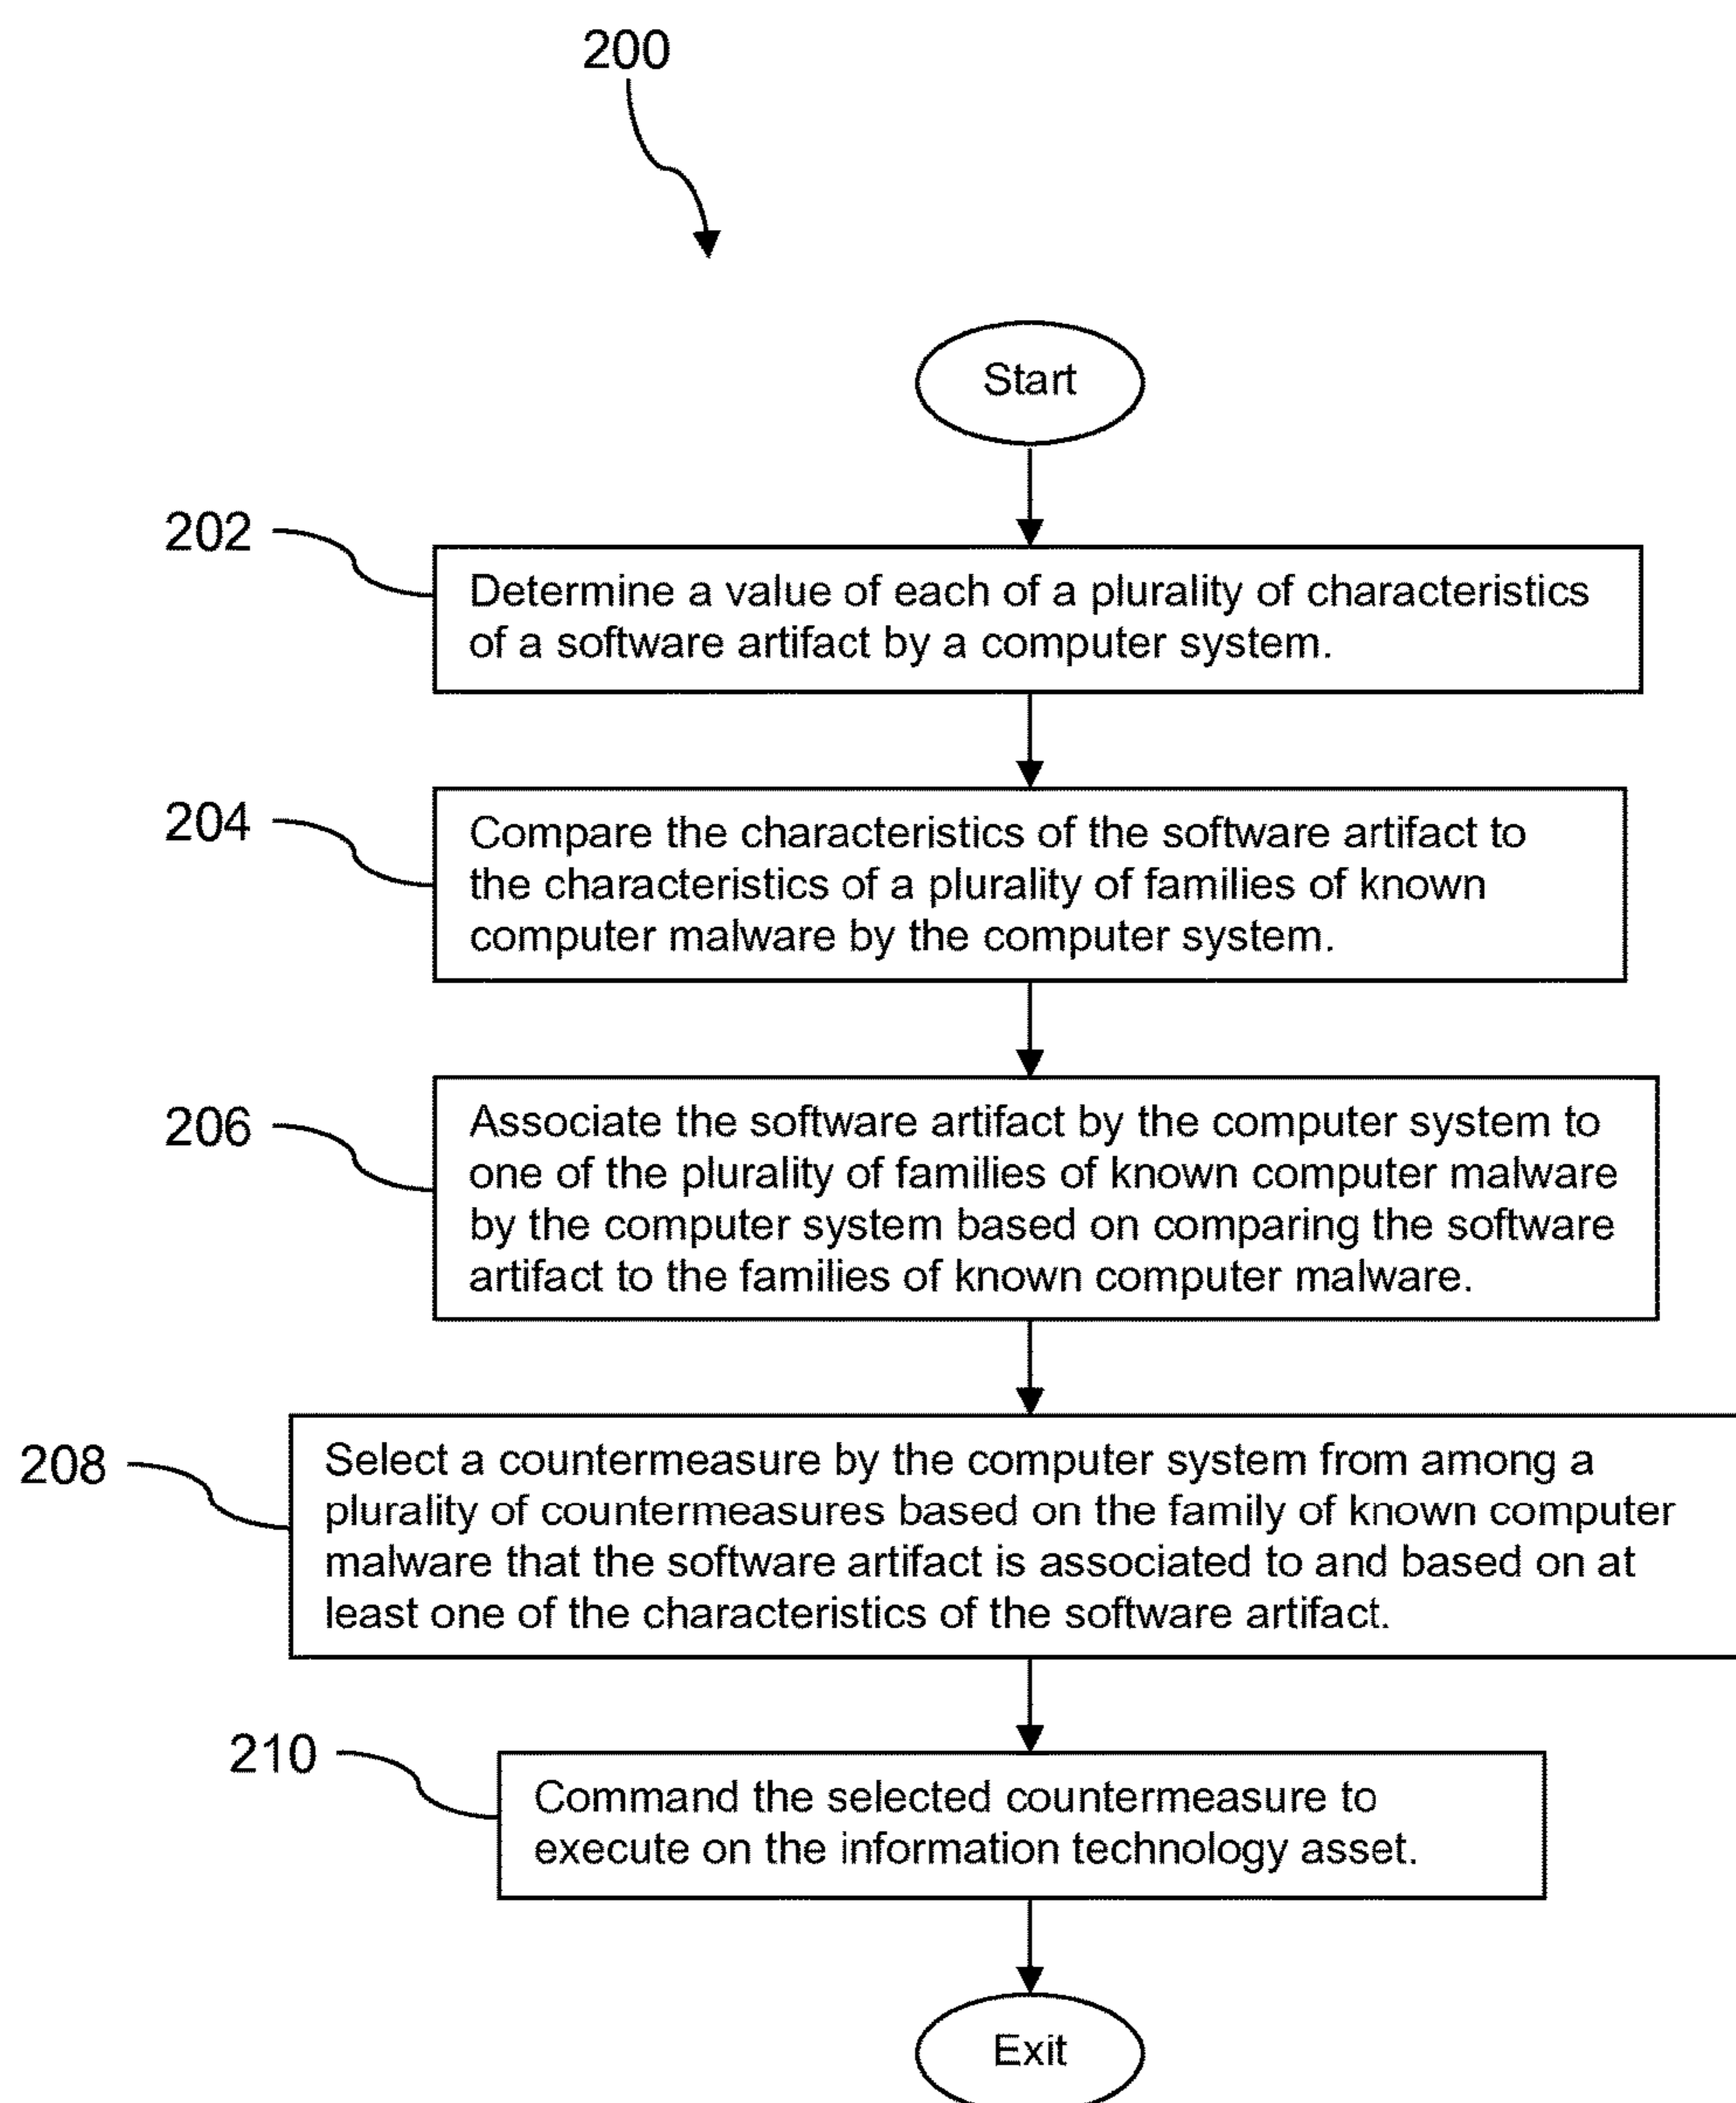 200
Start
202
Determine a value of each of a plurality of characteristics
of a software artifact by a computer system.
204
Compare the characteristics of the software artifact to
the characteristics of a plurality of families of known
computer malware by the computer system.
206
Associate the software artifact by the computer system to
one of the plurality of families of known computer malware
by the computer system based on comparing the software
artifact to the families of known computer malware.
208
Select a countermeasure by the computer system from among a
plurality of countermeasures based on the family of known computer
malware that the software artifact is associated to and based on at
least one of the characteristics of the software artifact.
210
Command the selected countermeasure to
execute on the information technology asset.
Exit